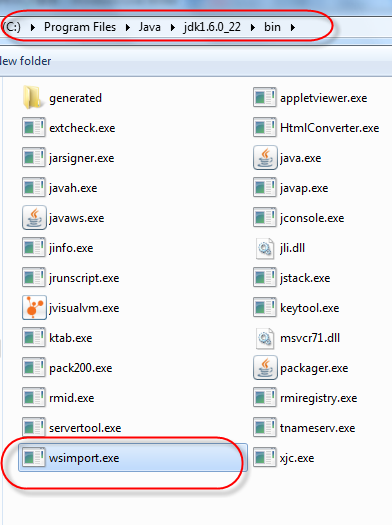 (C:) Program Files Java jdk1.6.0_22 bin
ew folder
generated
appletviewer.exe
extcheck.exe
HtmlConverter.exe
jarsigner.exe
java.exe
javah.exe
javap.exe
javaws.exe
jconsole.exe
jinfo.exe
jli.dll
jrunscript.exe
jstack.exe
jvisualvm.exe
keytool.exe
ktab.exe
msvcr71.dll
pack200.exe
packager.exe
rmid.exe
rmiregistry.exe
servertool.exe
tnameserv.exe
wsimport.exe
xjc.exe